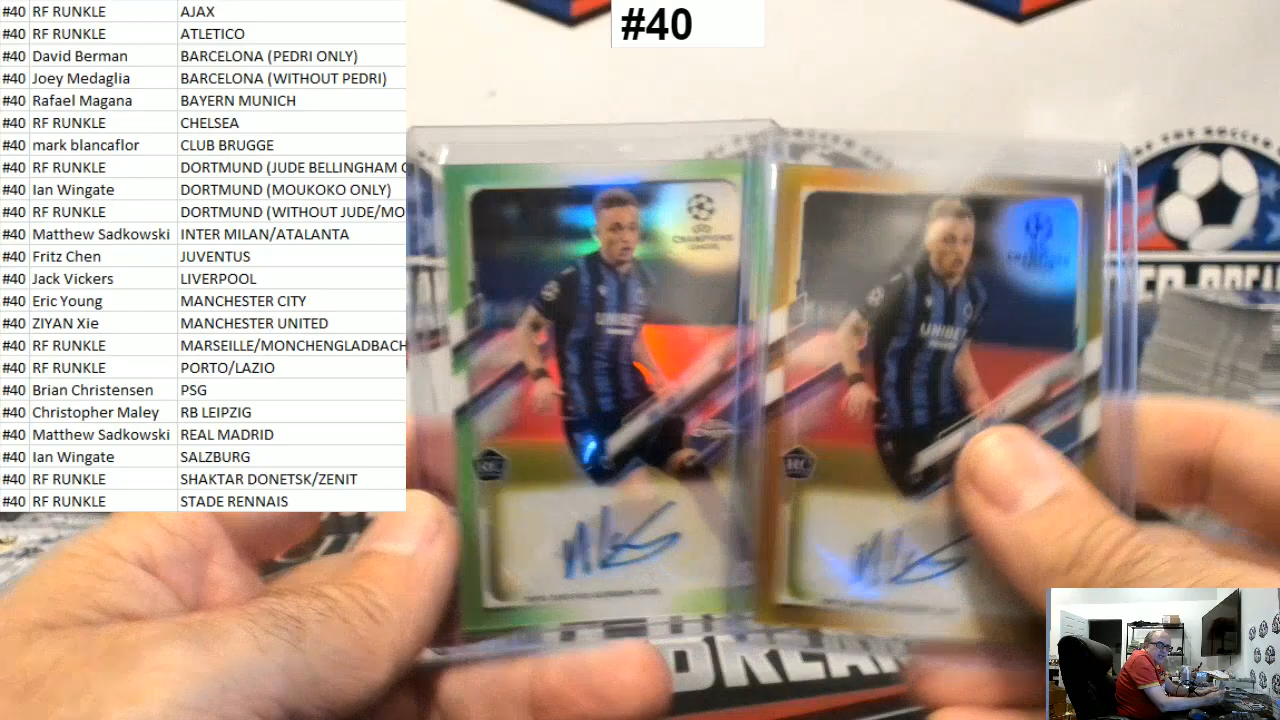 #40 RF RUNKLE AJAX
#40 RF RUNKLE ATLETICO
#40 David Berman BARCELONA (PEDRI ONLY)
#40 Joey Medaglia BARCELONA (WITHOUT PEDRI)
#40 Rafael Magana BAYERN MUNICH
#40 RF RUNKLE CHELSEA
#40 mark blancaflor CLUB BRUGGE
#40 RF RUNKLE DORTMUND (JUDE BELLINGHAM
#40 Ian Wingate DORTMUND (MOUKOKO ONLY)
#40 RF RUNKLE DORTMUND (WITHOUT JUDE/MO
#40 Matthew Sadkowski INTER MILAN/ATALANTA
#40 Fritz Chen JUVENTUS
#40 Jack Vickers LIVERPOOL
#40 Eric Young MANCHESTER CITY
#40 ZIYAN Xie MANCHESTER UNITED
#40 RF RUNKLE MARSEILLE/MONCHENGLADBACH
#40 RF RUNKLE PORTO/LAZIO
#40 Brian Christensen PSG
#40 Christopher Maley RB LEIPZIG
#40 Matthew Sadkowski REAL MADRID
#40 Ian Wingate SALZBURG
#40 RF RUNKLE SHAKTAR DONETSK/ZENIT
#40 RF RUNKLE STADE RENNAIS
#40
CHAMPIONS
LEAGUE
UNIBET
RC
UNIBET
RC